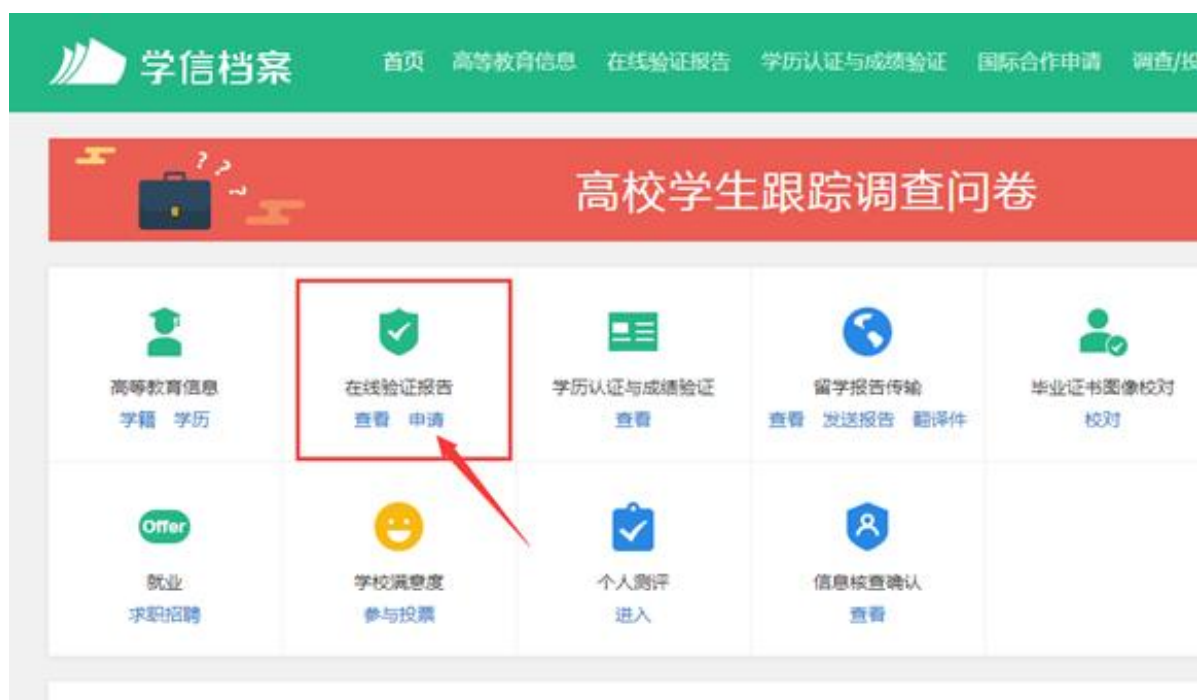 学信档案
首页 高等教育信息 在线验证报告 学历认证与成绩验证 国际合作申请 调查/投
? ? ?
高校学生跟踪调查问卷
高等教育信息 在线验证报告 学历认证与成绩验证 留学报告传输 毕业证书图像校对
学籍 学历 查看 申请 查看 查看 发送报告 翻译件 校对
Offer
就业 学校满意度 个人测评 信息核查确认
求职招聘 参与投票 进入 查看